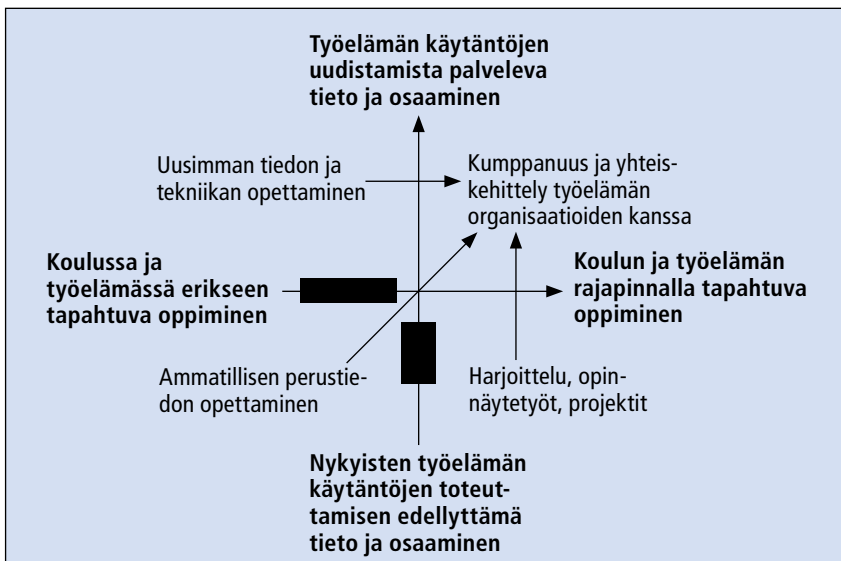 Työelämän käytäntöjen
uudistamista palveleva
tieto ja osaaminen
Uusimman tiedon ja
tekniikan opettaminen
Kumppanuus ja yhteis-
kehittely työelämän
organisaatioiden kanssa
Koulussa ja
työelämässä erikseen
tapahtuva oppiminen
Koulun ja työelämän
rajapinnalla tapahtuva
oppiminen
Ammatillisen perustie-
don opettaminen
Harjoittelu, opin-
näytetyöt, projektit
Nykyisten työelämän
käytäntöjen toteut-
tamisen edellyttämä
tieto ja osaaminen